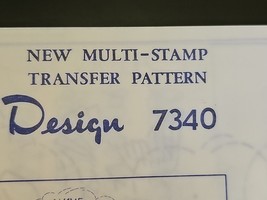 NEW MULTI-STAMP
TRANSFER PATTERN
Design 7340